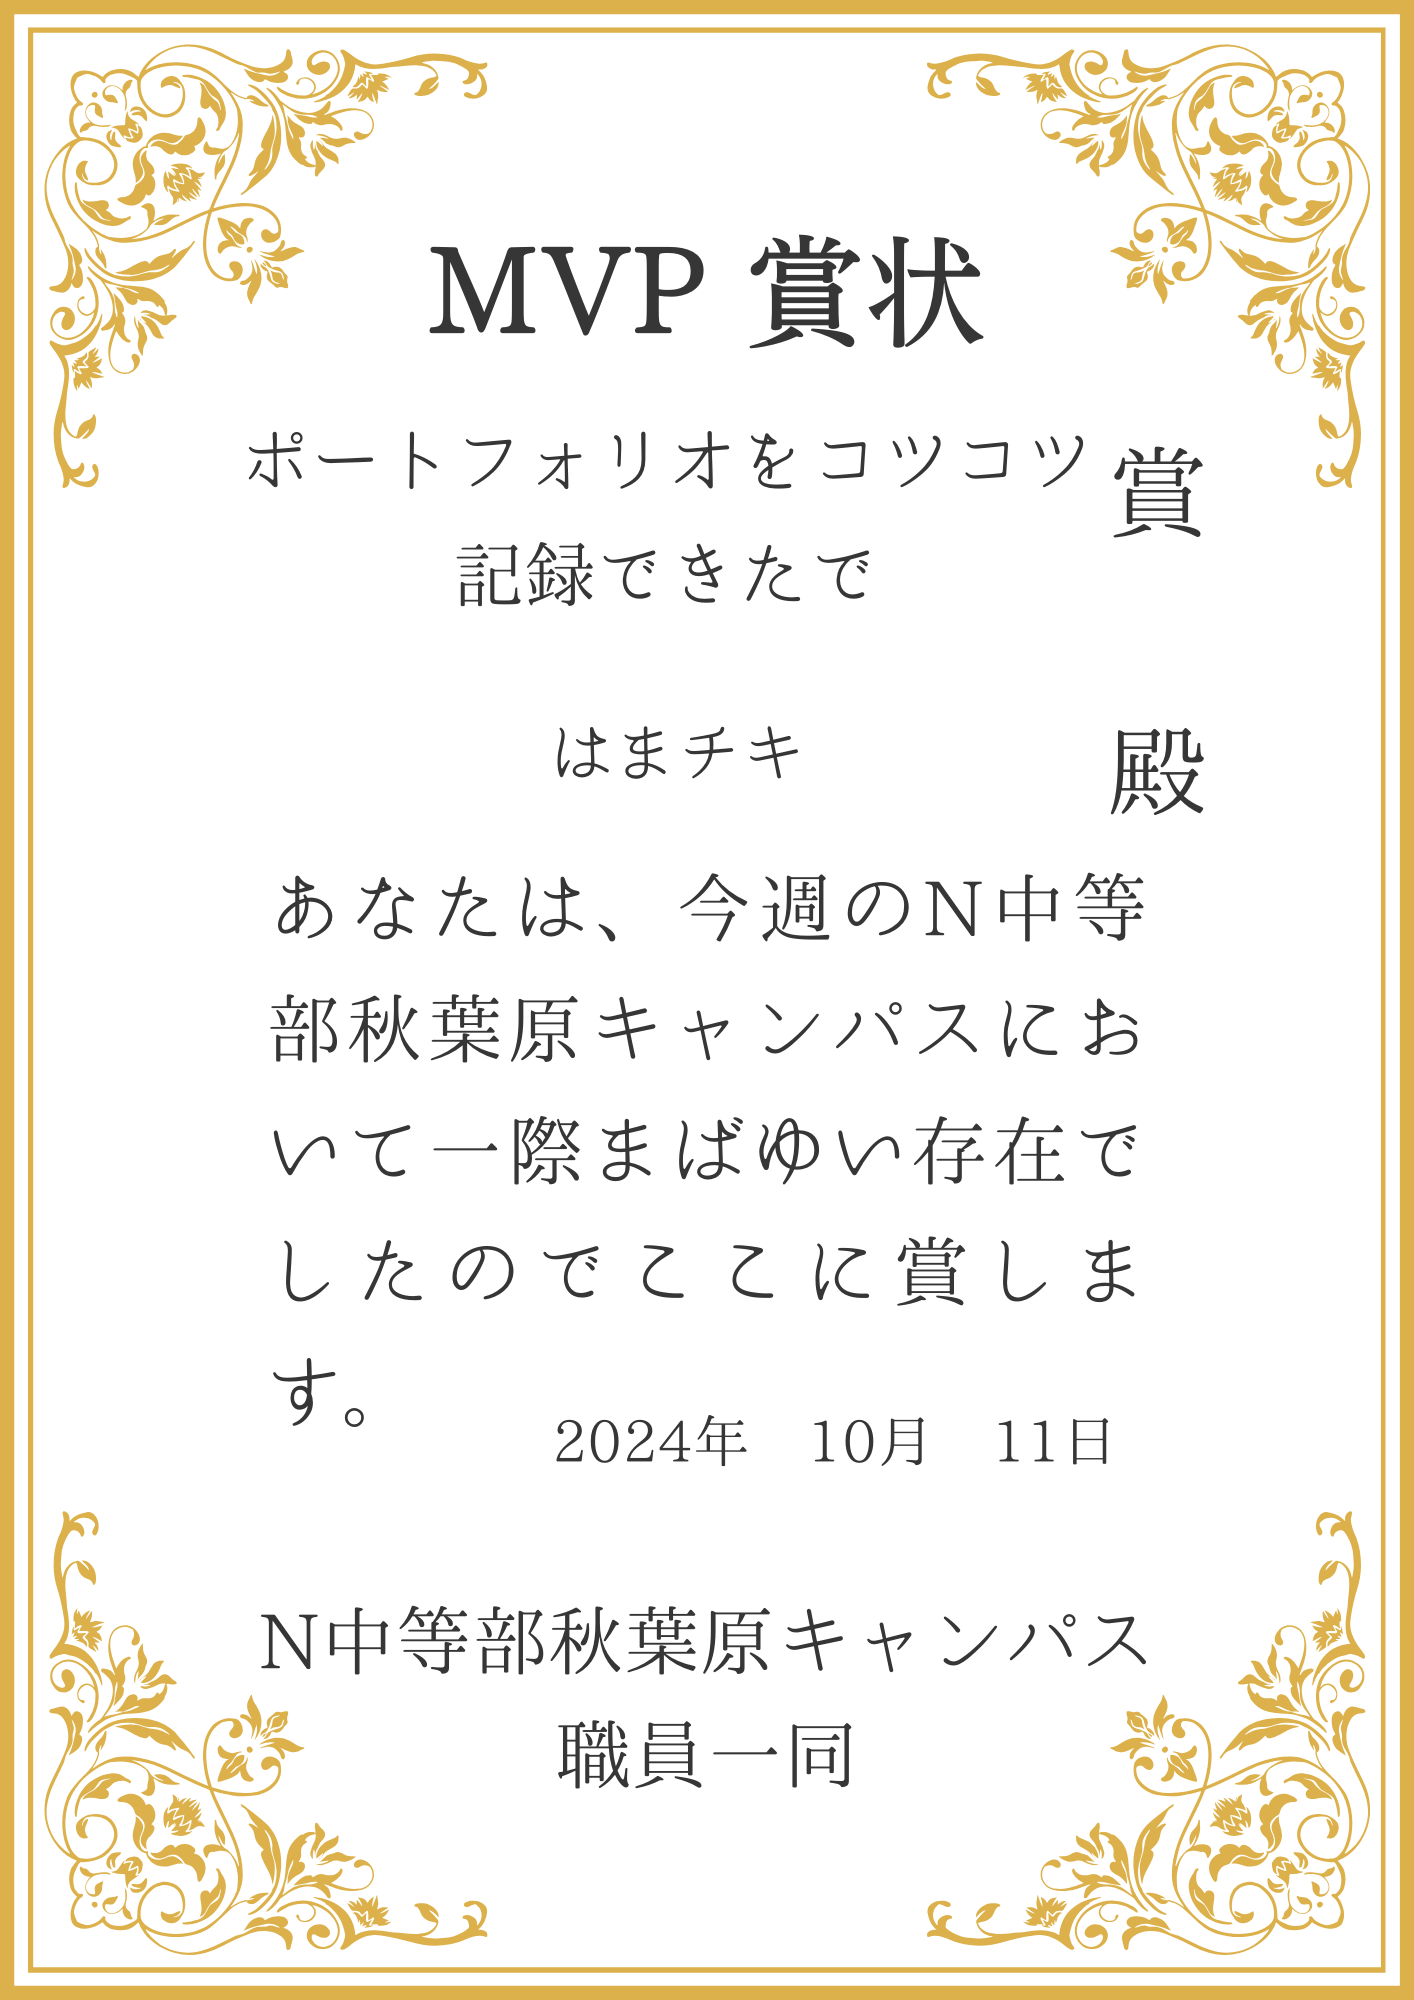 MVP 賞状
ポートフォリオをコツコツ
記録できたで
賞
はまチキ 殿
あなたは、今週のN中等
部秋葉原キャンパスにお
いて一際まばゆい存在で
したのでここに賞しま
す。
2024年　10月　11日
N中等部秋葉原キャンパス
職員一同